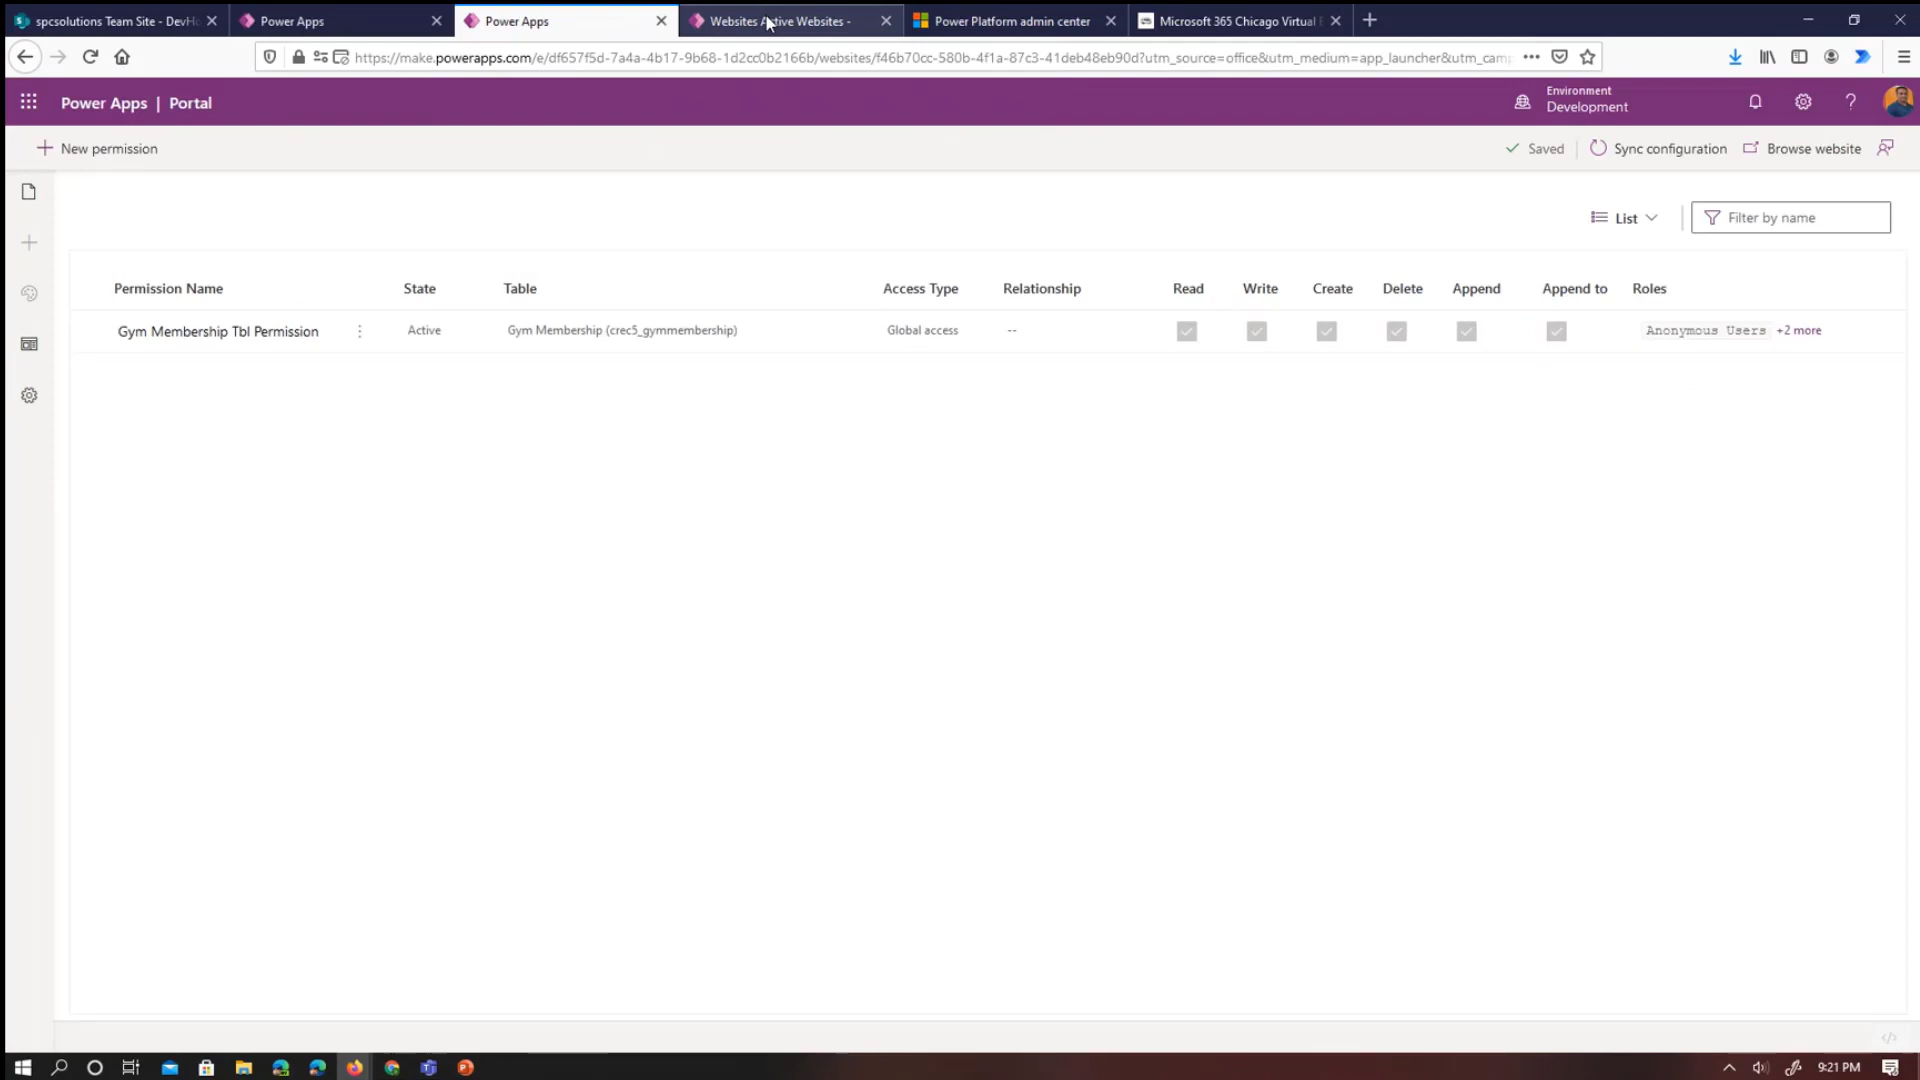 spcsolutions Team Site - DevHo
Power Apps
Power Apps
Websites Active Websites -
Power Platform admin center
Microsoft 365 Chicago Virtual E
https://make.powerapps.com/e/df657f5d-7a4a-4b17-9b68-1d2cc0b2166b/websites/f46b70cc-580b-4f1a-87c3-41deb48eb90d?utm_source=office&utm_medium=app_launcher&utm_cam
Power Apps | Portal
Environment
Development
New permission
Saved
Sync configuration
Browse website
List
Filter by name
Permission Name State Table Access Type Relationship Read Write Create Delete Append Append to Roles
Gym Membership Tbl Permission Active Gym Membership (crec5_gymmembership) Global access -- Anonymous Users +2 more
9:21 PM